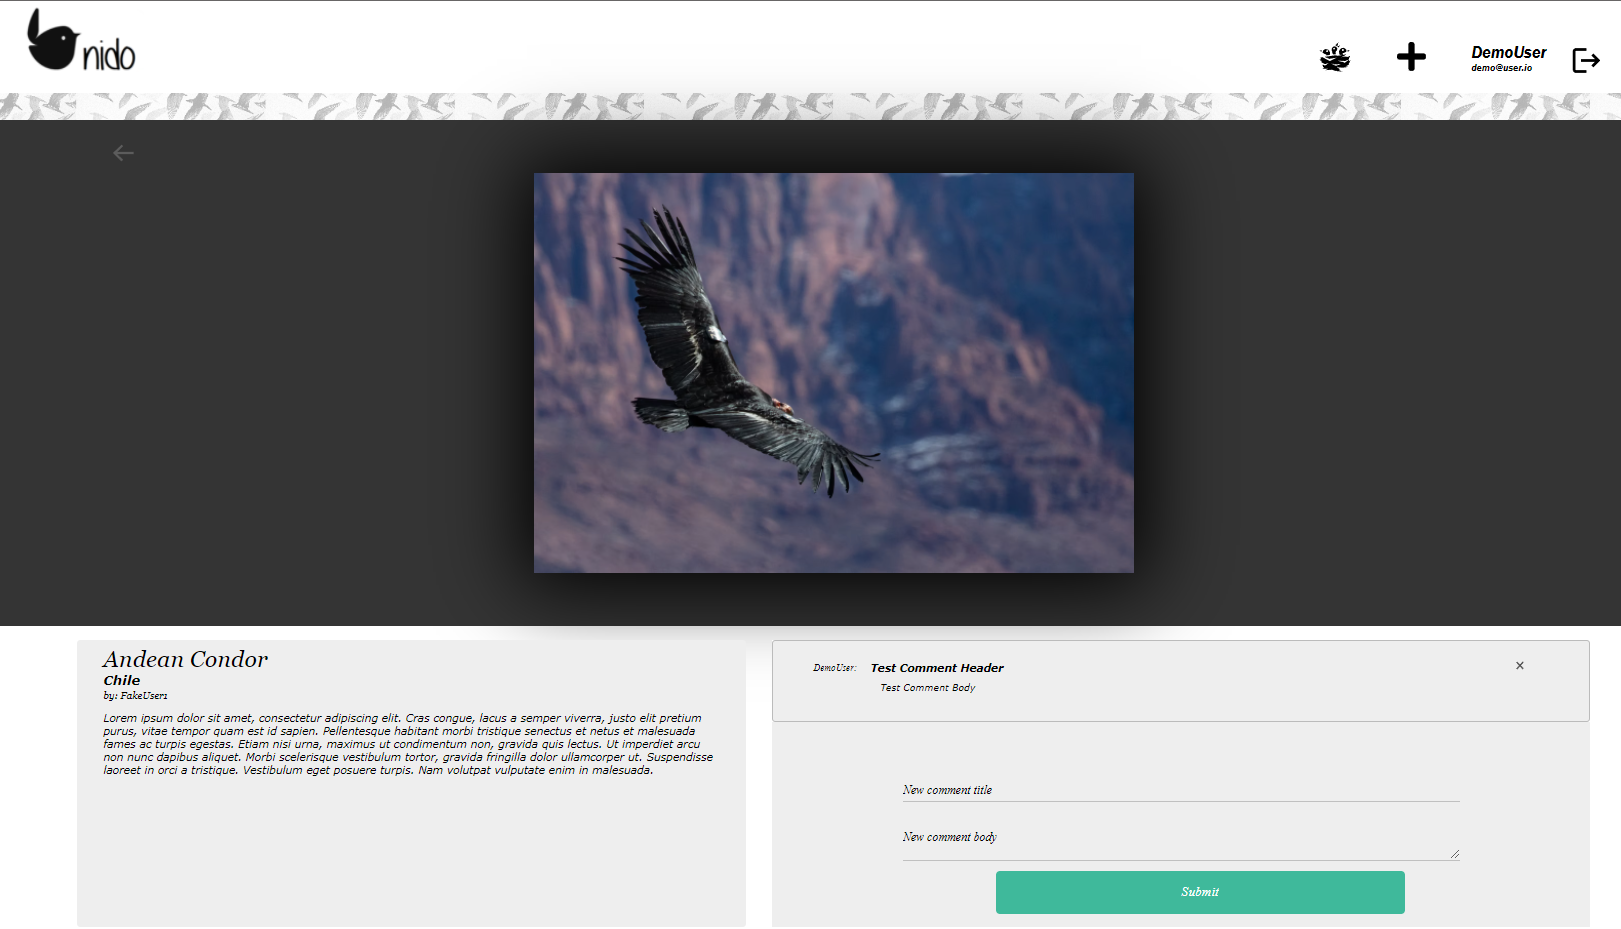 nido
DemoUser
demo@user.io
Andean Condor
Chile
by: FakeUser1
Lorem ipsum dolor sit amet, consectetur adipiscing elit. Cras congue, lacus a semper viverra, justo elit pretium
purus, vitae tempor quam est id sapien. Pellentesque habitant morbi tristique senectus et netus et malesuada
fames ac turpis egestas. Etiam nisi urna, maximus ut condimentum non, gravida quis lectus. Ut imperdiet arcu
non nunc dapibus aliquet. Morbi scelerisque vestibulum tortor, gravida fringilla dolor ullamcorper ut. Suspendisse
laoreet in orci a tristique. Vestibulum eget posuere turpis. Nam volutpat vulputate enim in malesuada.
DemoUser: Test Comment Header
Test Comment Body
New comment title
New comment body
Submit